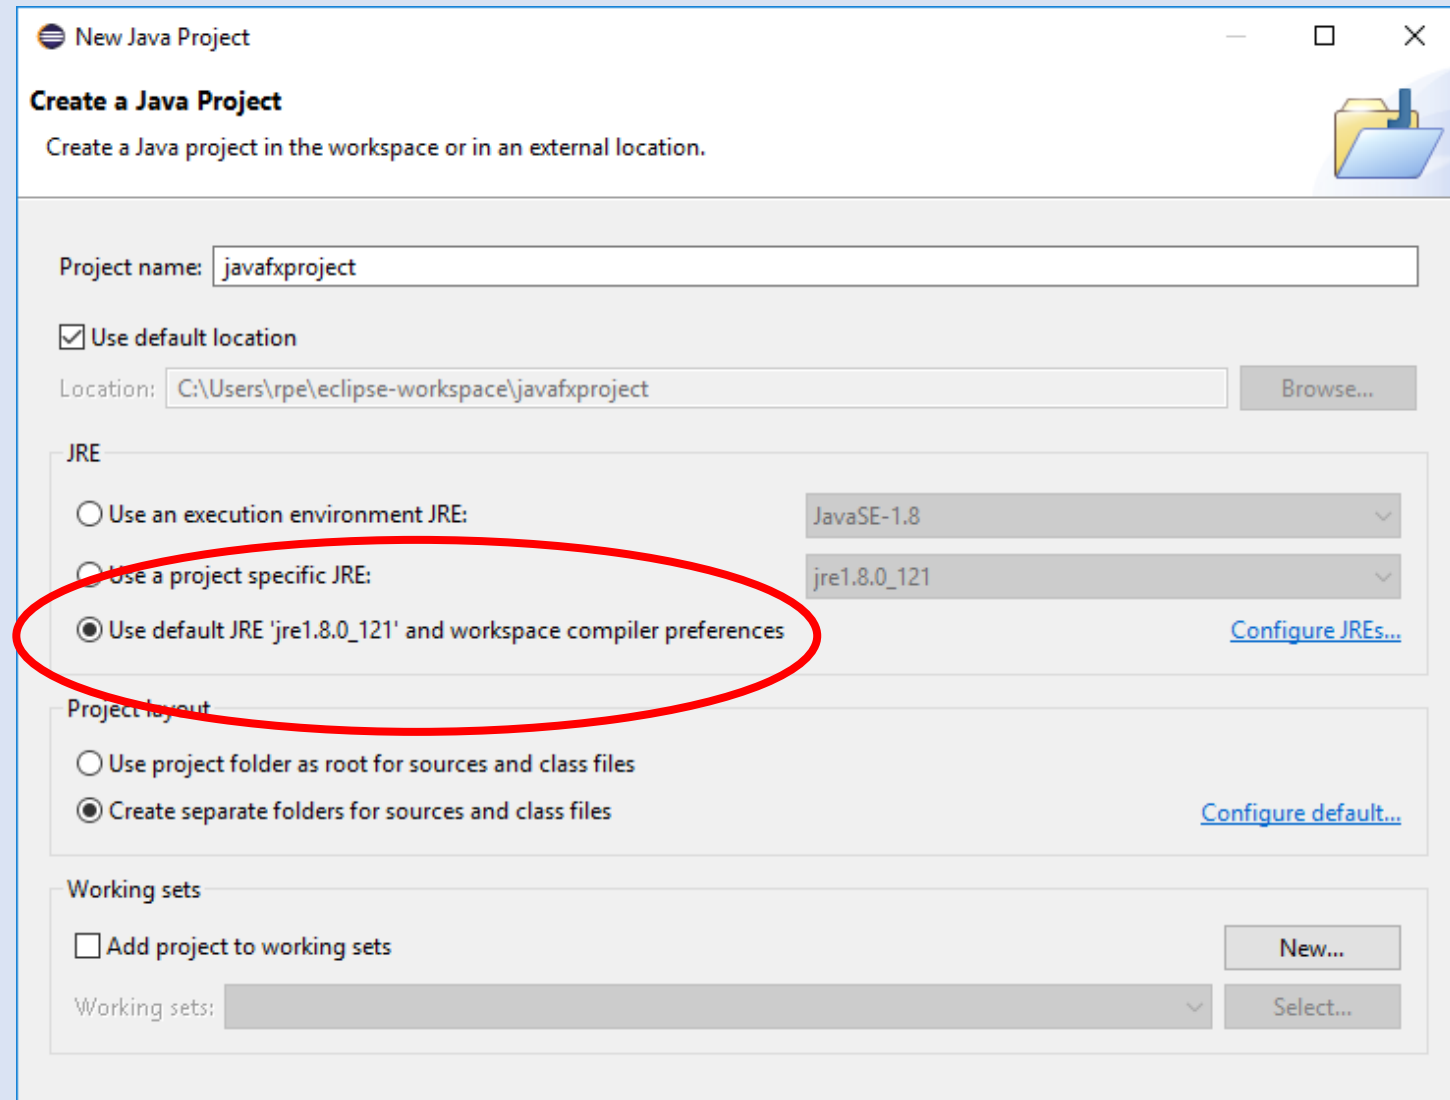 New Java Project
Create a Java Project
Create a Java project in the workspace or in an external location.
Project name: javafxproject
Use default location
Location: C:\Users\rpe\eclipse-workspace\javafxproject Browse...
JRE
Use an execution environment JRE: JavaSE-1.8
Use a project specific JRE: jre1.8.0_121
Use default JRE 'jre1.8.0_121' and workspace compiler preferences Configure JREs...
Project layout
Use project folder as root for sources and class files
Create separate folders for sources and class files Configure default...
Working sets
Add project to working sets New...
Working sets: Select...